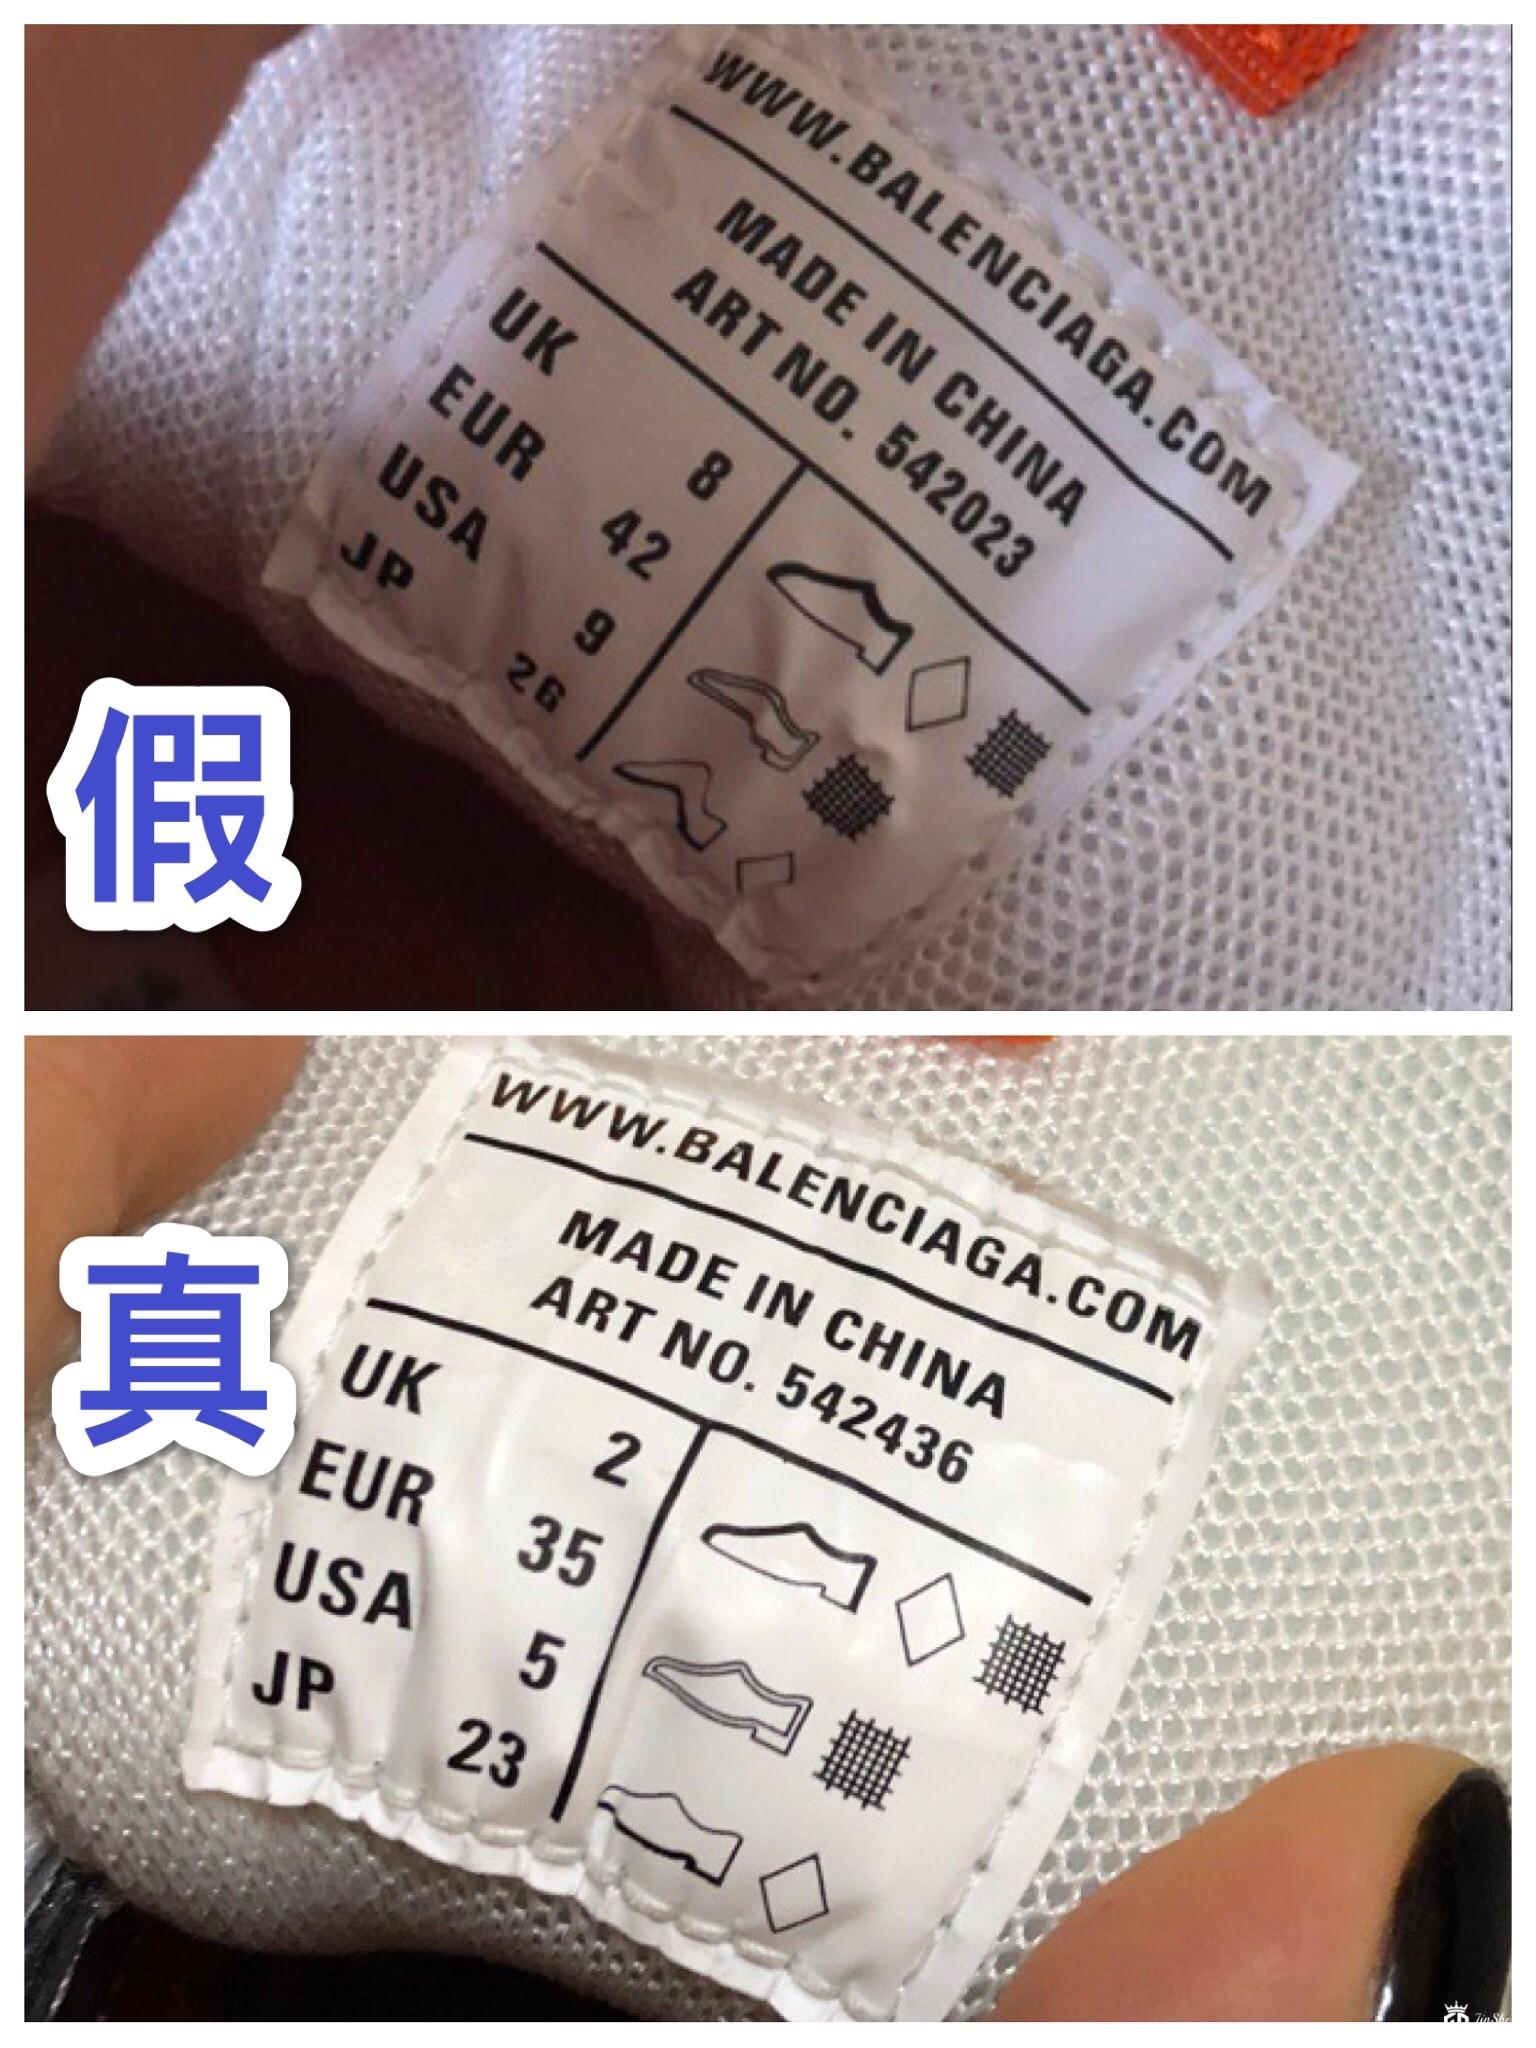 WWW.BALENCIAGA.COM
MADE IN CHINA
ART NO. 542023
UK 8
EUR 42
USA 9
JP 26
假
WWW.BALENCIAGA.COM
MADE IN CHINA
ART NO. 542436
UK 2
EUR 35
USA 5
JP 23
真